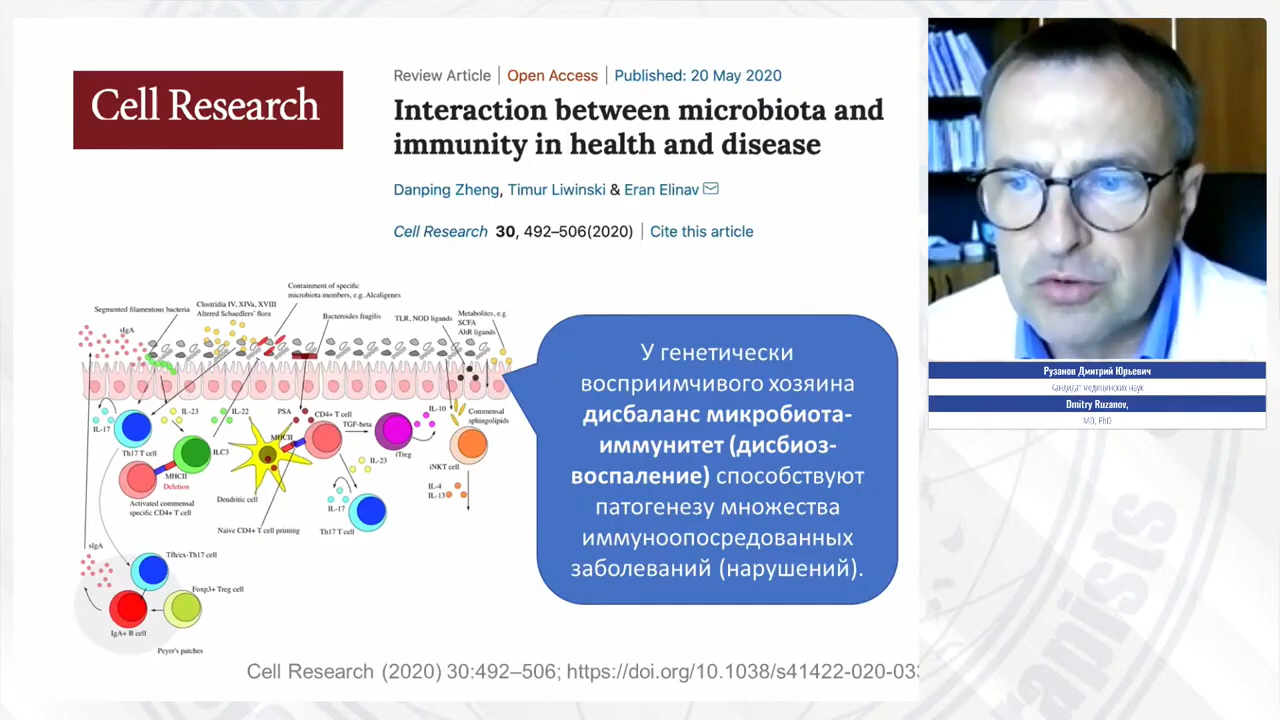 Cell Research
Review Article | Open Access | Published: 20 May 2020
Interaction between microbiota and
immunity in health and disease
Danping Zheng, Timur Liwinski & Eran Elinav
Cell Research 30, 492–506(2020) | Cite this article
Containment of specific
microbiota members, e.g. Alcaligenes
Segmented filamentous bacteria
Clostridia IV, XIVa, XVIII
Altered Schaedlers' flora
Bacteroides fragilis
TLR, NOD ligands
Metabolites, e.g.
SCFA
AhR ligands
sIgA
IL-17
Th17 T cell
IL-23
IL-22
ILC3
MHCII
Deletion
Activated commensal
specific CD4+ T cell
PSA
MHCII
CD4+ T cell
TGF-beta
Dendritic cell
Naive CD4+ T cell priming
IL-23
IL-17
Th17 T cell
iTreg
IL-10
Commensal
sphingolipids
iNKT cell
IL-4
IL-13
sIgA
Tfh/ex-Th17 cell
Foxp3+ Treg cell
IgA+ B cell
Peyer's patches
У генетически
восприимчивого хозяина
дисбаланс микробиота-
иммунитет (дисбиоз-
воспаление) способствуют
патогенезу множества
иммуноопосредованных
заболеваний (нарушений).
Cell Research (2020) 30:492–506; https://doi.org/10.1038/s41422-020-03
Рузанов Дмитрий Юрьевич
Кандидат медицинских наук
Dmitry Ruzanov,
MD, PhD
apists